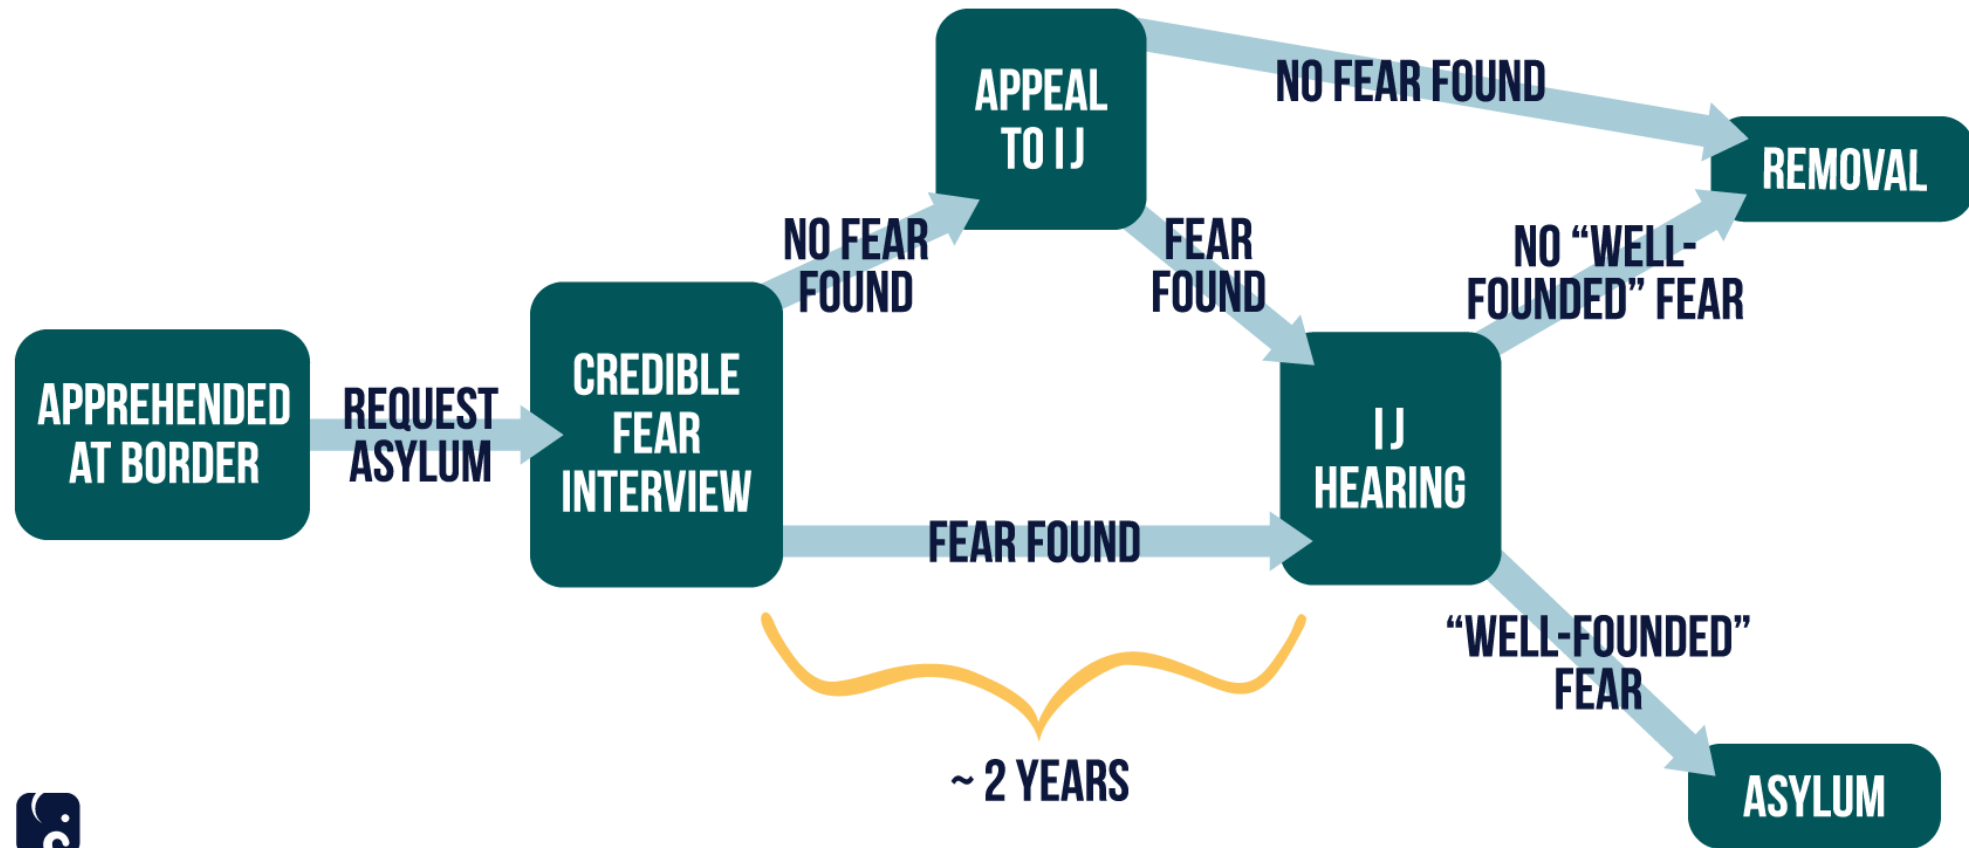 APPREHENDED
AT BORDER
REQUEST
ASYLUM
CREDIBLE
FEAR
INTERVIEW
NO FEAR
FOUND
APPEAL
TO IJ
NO FEAR FOUND
FEAR
FOUND
FEAR FOUND
~ 2 YEARS
IJ
HEARING
NO “WELL-
FOUNDED” FEAR
REMOVAL
“WELL-FOUNDED”
FEAR
ASYLUM